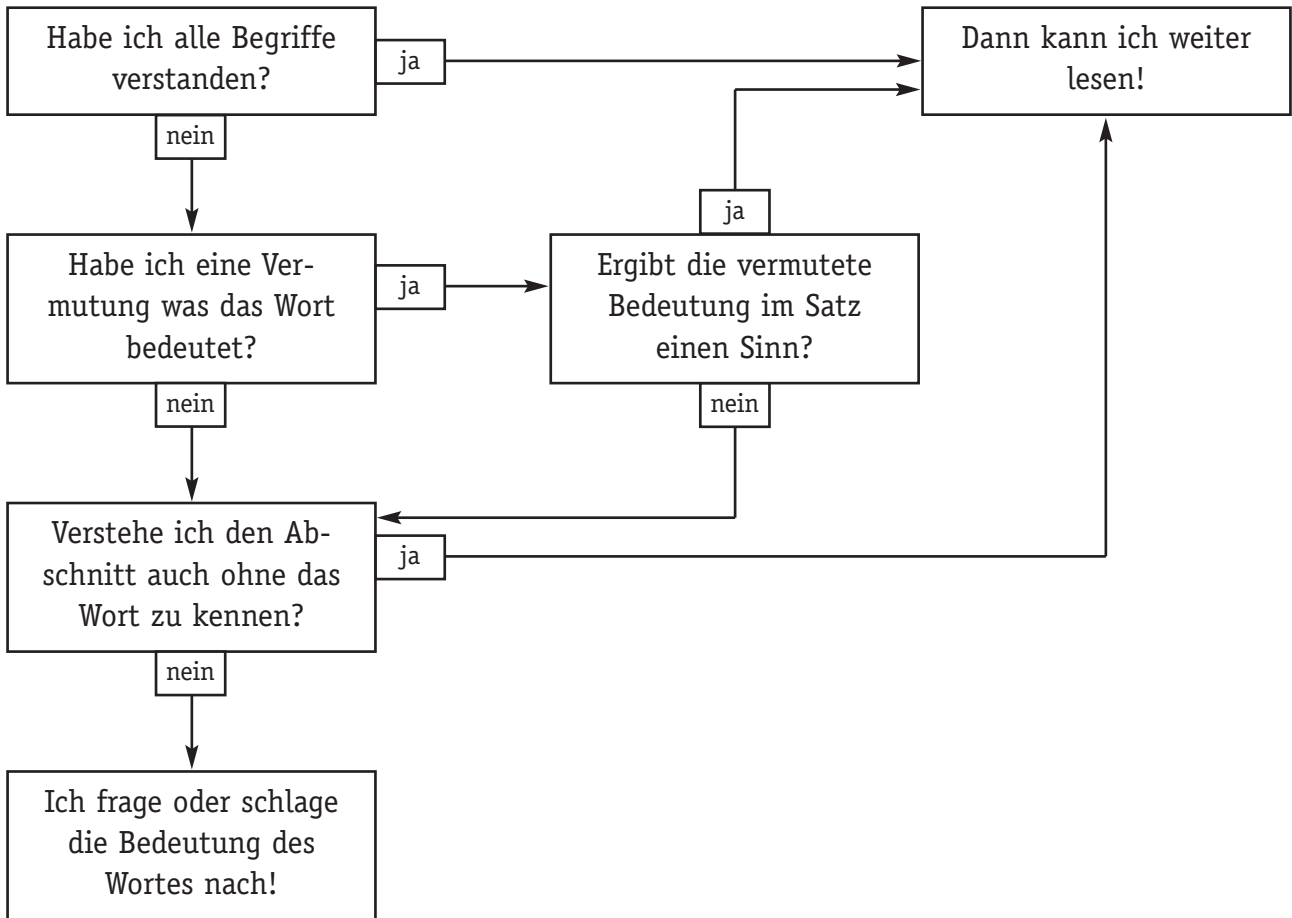 Habe ich alle Begriffe
verstanden?
ja
nein
Dann kann ich weiter
lesen!
Habe ich eine Ver-
mutung was das Wort
bedeutet?
ja
nein
ja
Ergibt die vermutete
Bedeutung im Satz
einen Sinn?
nein
Verstehe ich den Ab-
schnitt auch ohne das
Wort zu kennen?
ja
nein
Ich frage oder schlage
die Bedeutung des
Wortes nach!